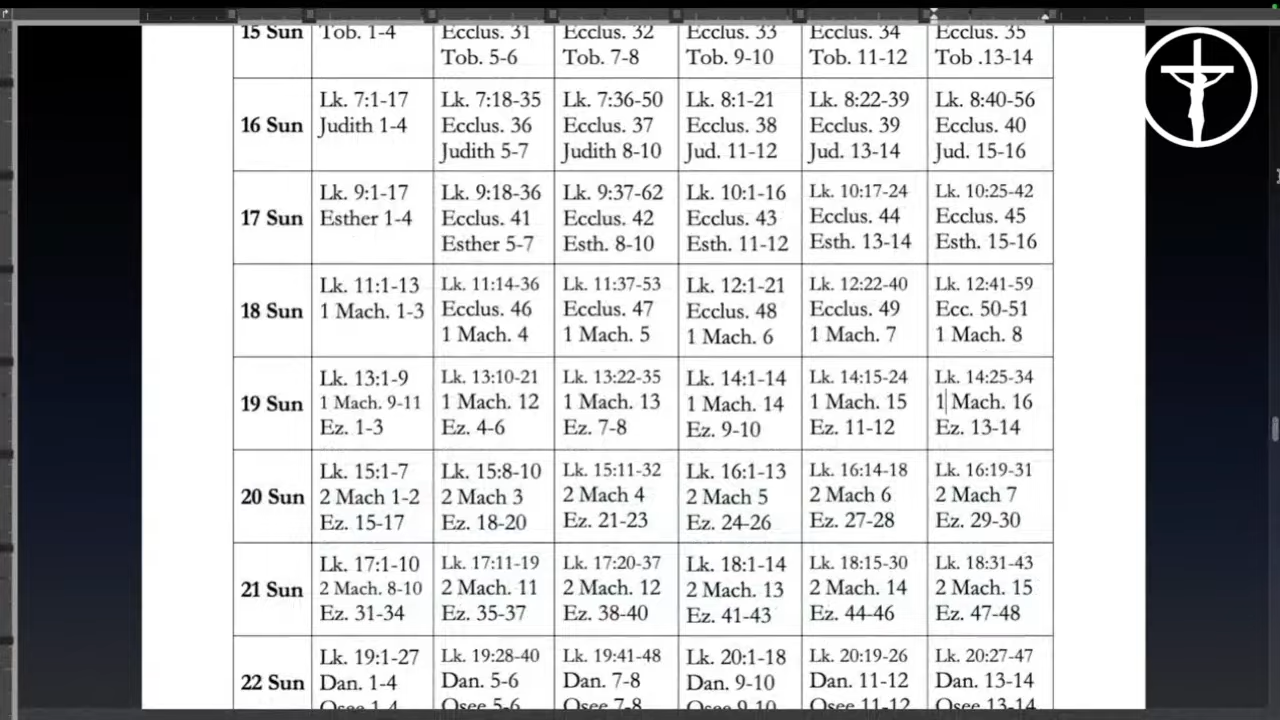 15 Sun Tob. 1-4 Ecclus. 31 Ecclus. 32 Ecclus. 33 Ecclus. 34 Ecclus. 35
Tob. 5-6 Tob. 7-8 Tob. 9-10 Tob. 11-12 Tob .13-14
Lk. 7:1-17 Lk. 7:18-35 Lk. 7:36-50 Lk. 8:1-21 Lk. 8:22-39 Lk. 8:40-56
16 Sun Judith 1-4 Ecclus. 36 Ecclus. 37 Ecclus. 38 Ecclus. 39 Ecclus. 40
Judith 5-7 Judith 8-10 Jud. 11-12 Jud. 13-14 Jud. 15-16
Lk. 9:1-17 Lk. 9:18-36 Lk. 9:37-62 Lk. 10:1-16 Lk. 10:17-24 Lk. 10:25-42
17 Sun Esther 1-4 Ecclus. 41 Ecclus. 42 Ecclus. 43 Ecclus. 44 Ecclus. 45
Esther 5-7 Esth. 8-10 Esth. 11-12 Esth. 13-14 Esth. 15-16
Lk. 11:1-13 Lk. 11:14-36 Lk. 11:37-53 Lk. 12:1-21 Lk. 12:22-40 Lk. 12:41-59
18 Sun 1 Mach. 1-3 Ecclus. 46 Ecclus. 47 Ecclus. 48 Ecclus. 49 Ecc. 50-51
1 Mach. 4 1 Mach. 5 1 Mach. 6 1 Mach. 7 1 Mach. 8
Lk. 13:1-9 Lk. 13:10-21 Lk. 13:22-35 Lk. 14:1-14 Lk. 14:15-24 Lk. 14:25-34
19 Sun 1 Mach. 9-11 1 Mach. 12 1 Mach. 13 1 Mach. 14 1 Mach. 15 1 Mach. 16
Ez. 1-3 Ez. 4-6 Ez. 7-8 Ez. 9-10 Ez. 11-12 Ez. 13-14
Lk. 15:1-7 Lk. 15:8-10 Lk. 15:11-32 Lk. 16:1-13 Lk. 16:14-18 Lk. 16:19-31
20 Sun 2 Mach 1-2 2 Mach 3 2 Mach 4 2 Mach 5 2 Mach 6 2 Mach 7
Ez. 15-17 Ez. 18-20 Ez. 21-23 Ez. 24-26 Ez. 27-28 Ez. 29-30
Lk. 17:1-10 Lk. 17:11-19 Lk. 17:20-37 Lk. 18:1-14 Lk. 18:15-30 Lk. 18:31-43
21 Sun 2 Mach. 8-10 2 Mach. 11 2 Mach. 12 2 Mach. 13 2 Mach. 14 2 Mach. 15
Ez. 31-34 Ez. 35-37 Ez. 38-40 Ez. 41-43 Ez. 44-46 Ez. 47-48
Lk. 19:1-27 Lk. 19:28-40 Lk. 19:41-48 Lk. 20:1-18 Lk. 20:19-26 Lk. 20:27-47
22 Sun Dan. 1-4 Dan. 5-6 Dan. 7-8 Dan. 9-10 Dan. 11-12 Dan. 13-14
Osee 1-4 Osee 5-6 Osee 7-8 Osee 9-10 Osee 11-12 Osee 13-14